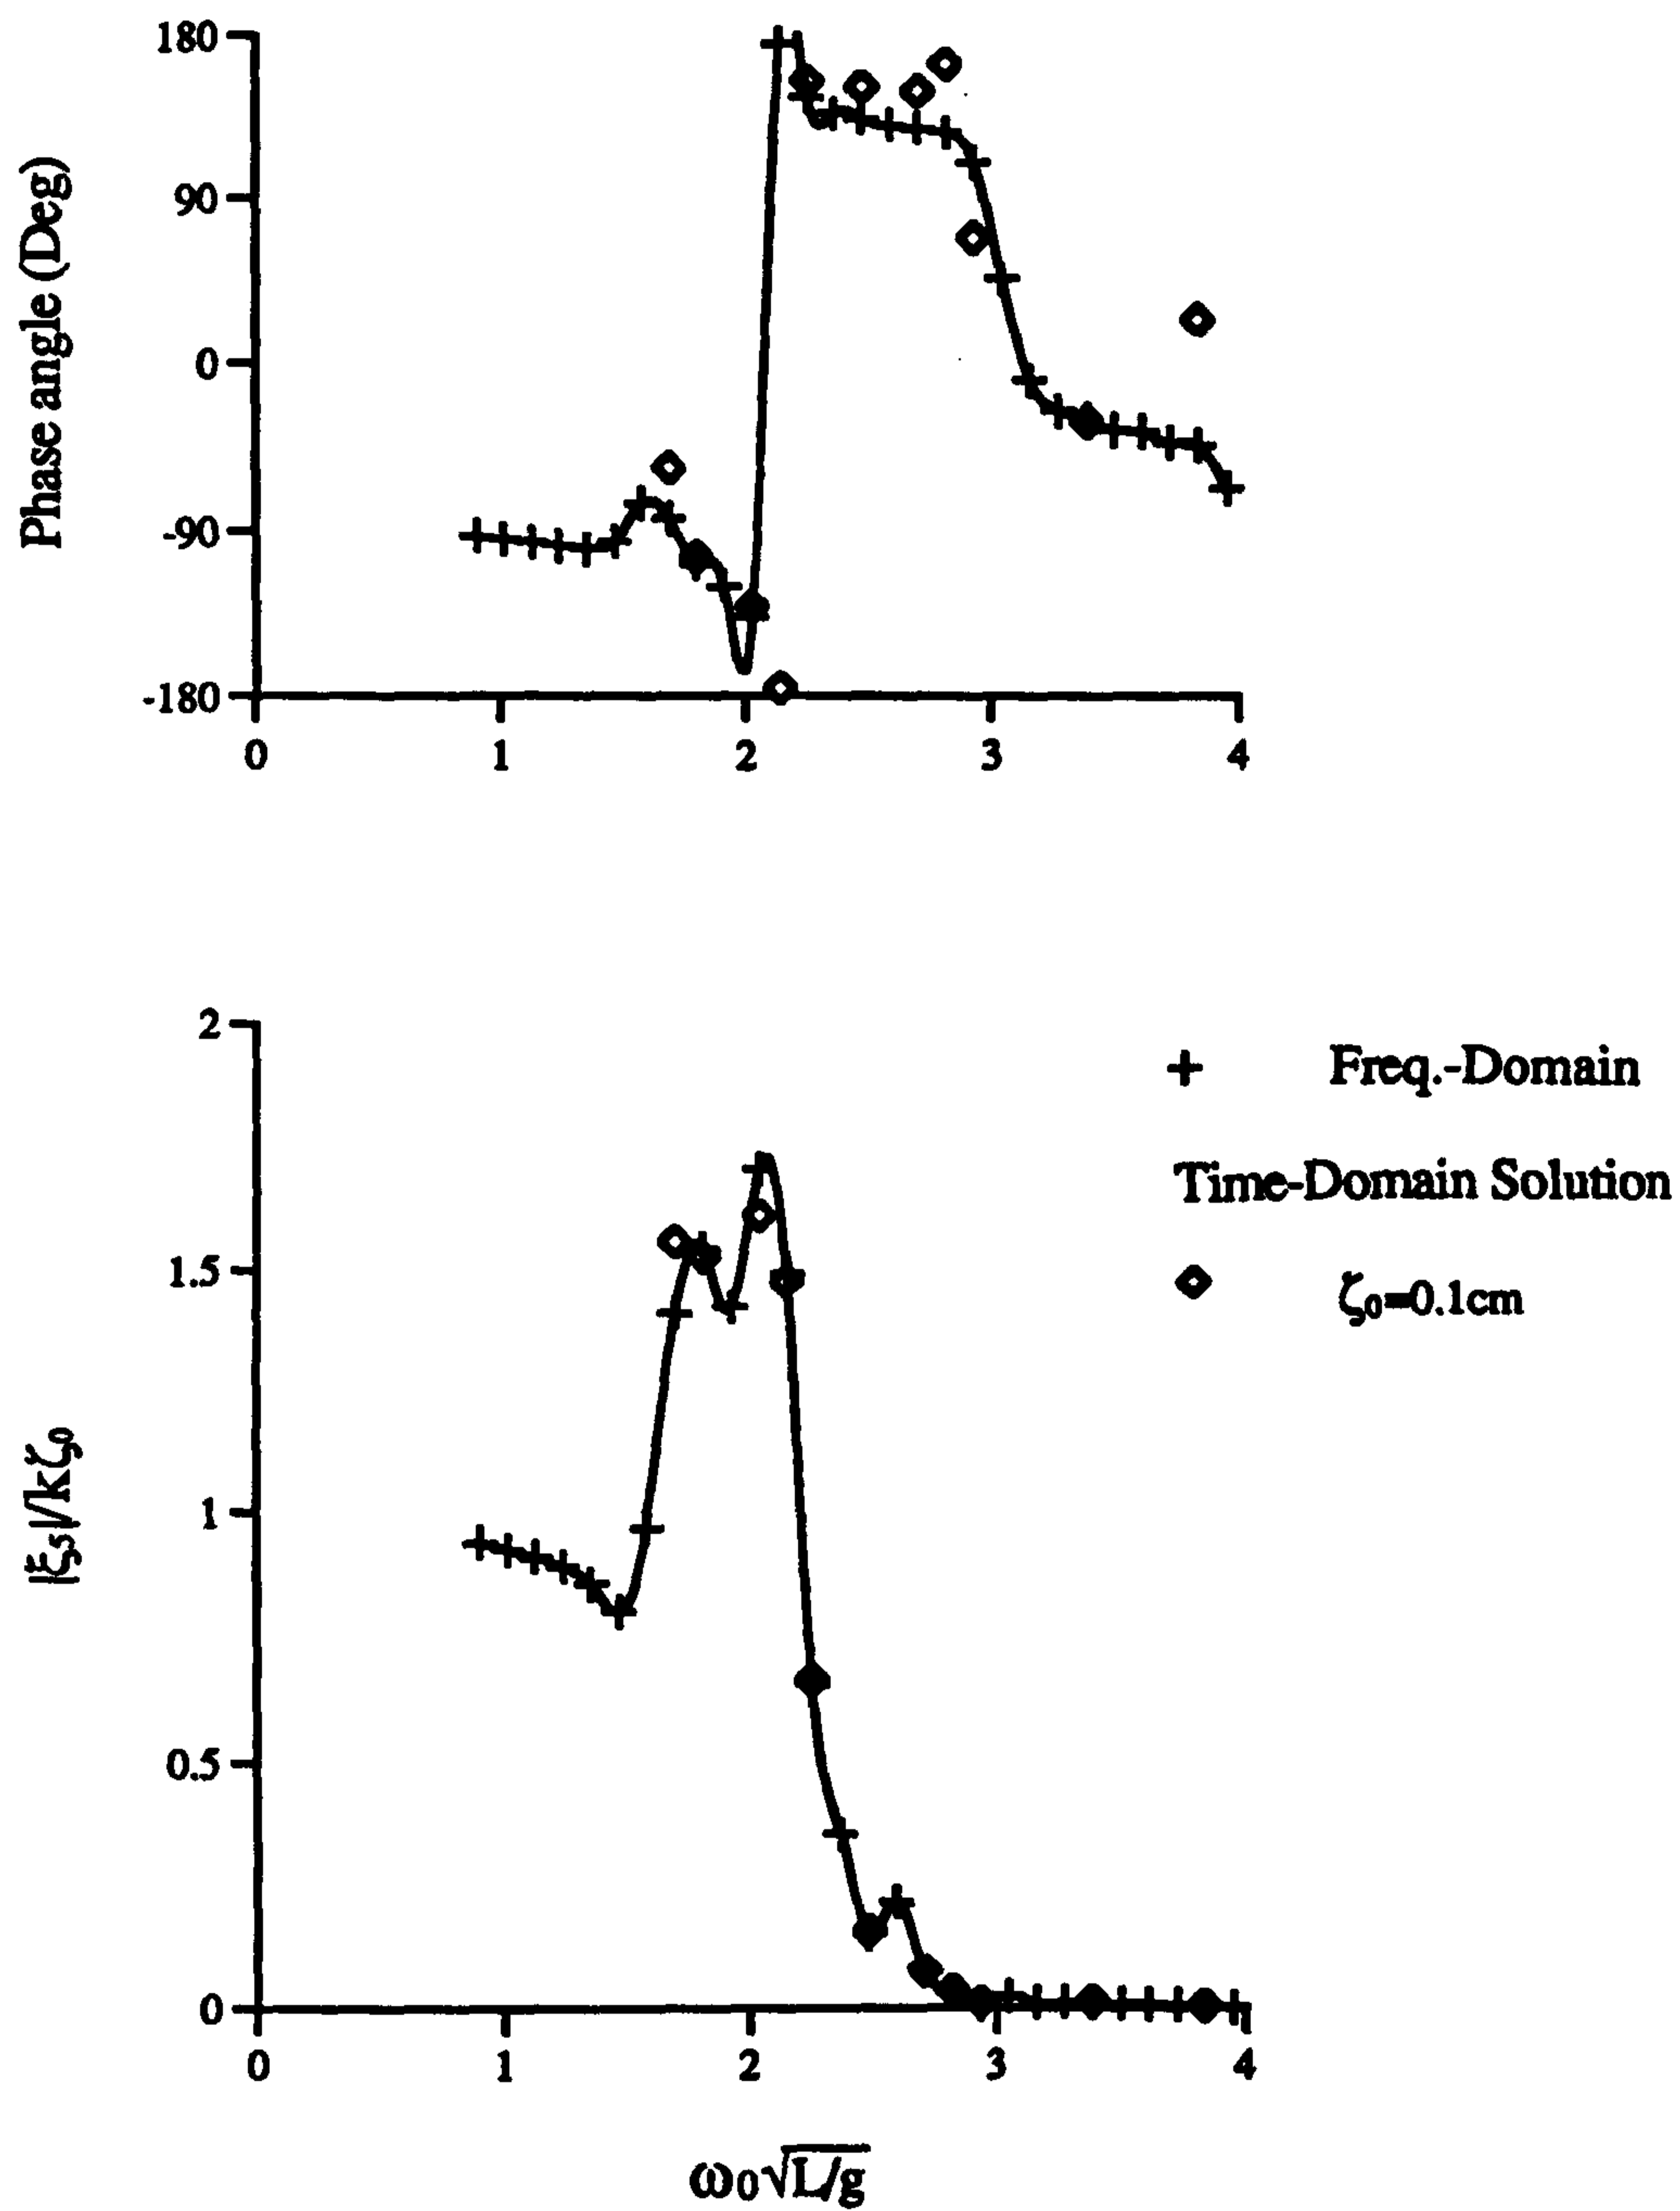 180
90
0
-90
-180
Phase angle (Deg)
0 1 2 3 4
2
1.5
1
0.5
0
|ξ₅|/kζ₀
0 1 2 3 4
ω₀√L/g
+ Freq.-Domain
Time-Domain Solution
ζ₀=0.1cm